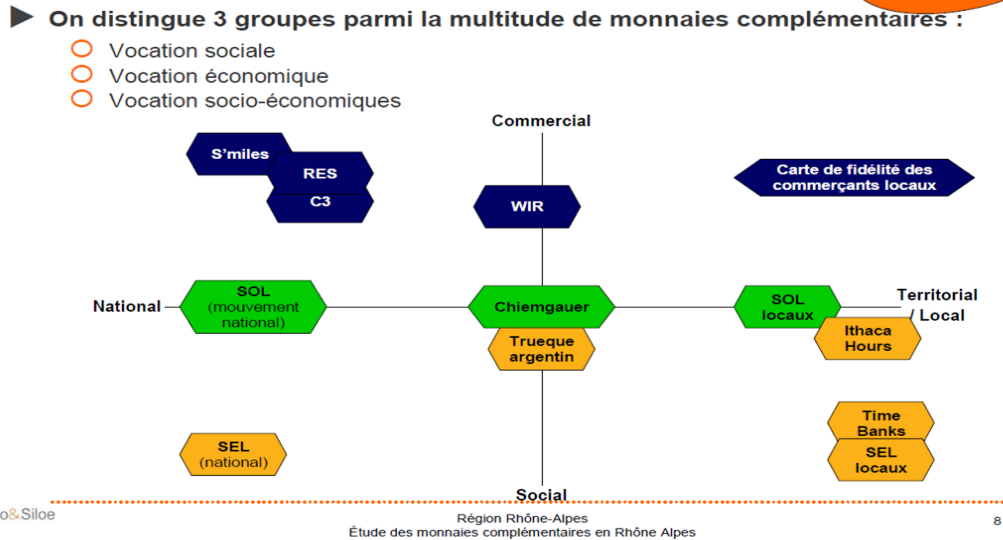 On distingue 3 groupes parmi la multitude de monnaies complémentaires :
Vocation sociale
Vocation économique
Vocation socio-économiques
Commercial
S'miles
RES
C3
WIR
Carte de fidélité des
commerçants locaux
National
SOL
(mouvement
national)
Chiemgauer
SOL
locaux
Territorial
/ Local
Trueque
argentin
Ithaca
Hours
SEL
(national)
Time
Banks
SEL
locaux
Social
o&Siloe
Région Rhône-Alpes
Étude des monnaies complémentaires en Rhône Alpes
8